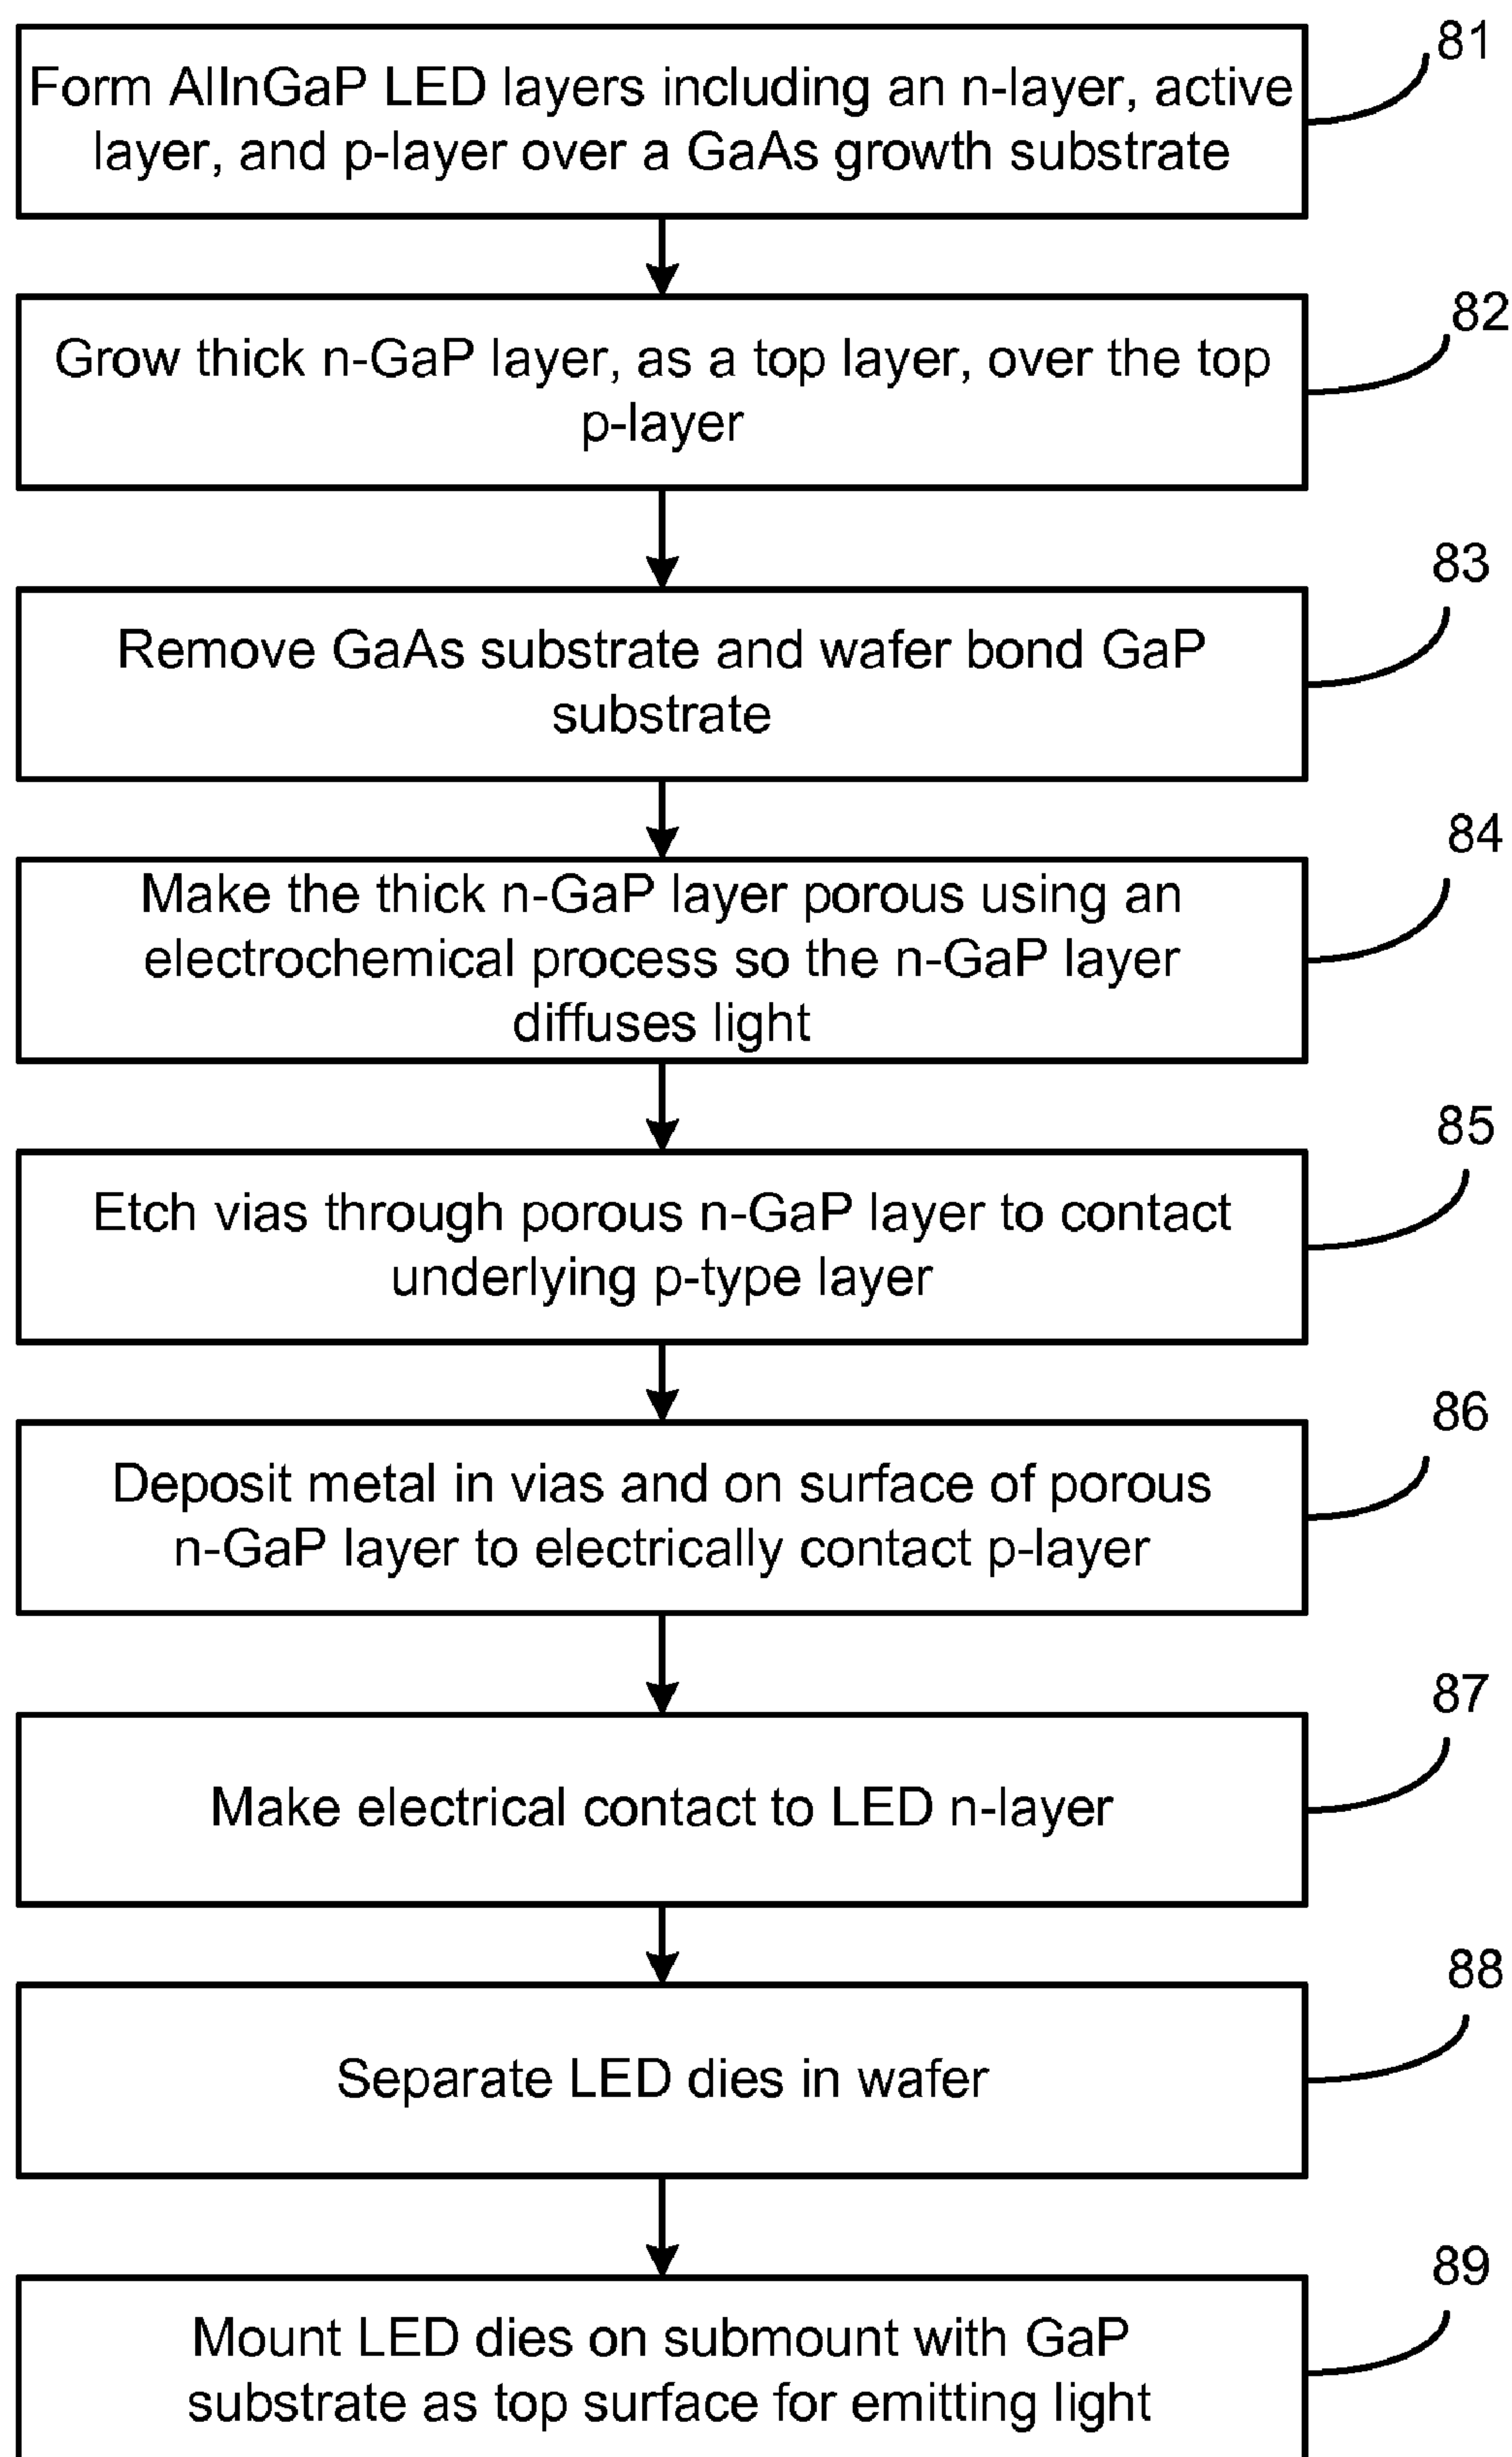 81
Form AlInGaP LED layers including an n-layer, active
layer, and p-layer over a GaAs growth substrate
82
Grow thick n-GaP layer, as a top layer, over the top
p-layer
83
Remove GaAs substrate and wafer bond GaP
substrate
84
Make the thick n-GaP layer porous using an
electrochemical process so the n-GaP layer
diffuses light
85
Etch vias through porous n-GaP layer to contact
underlying p-type layer
86
Deposit metal in vias and on surface of porous
n-GaP layer to electrically contact p-layer
87
Make electrical contact to LED n-layer
88
Separate LED dies in wafer
89
Mount LED dies on submount with GaP
substrate as top surface for emitting light